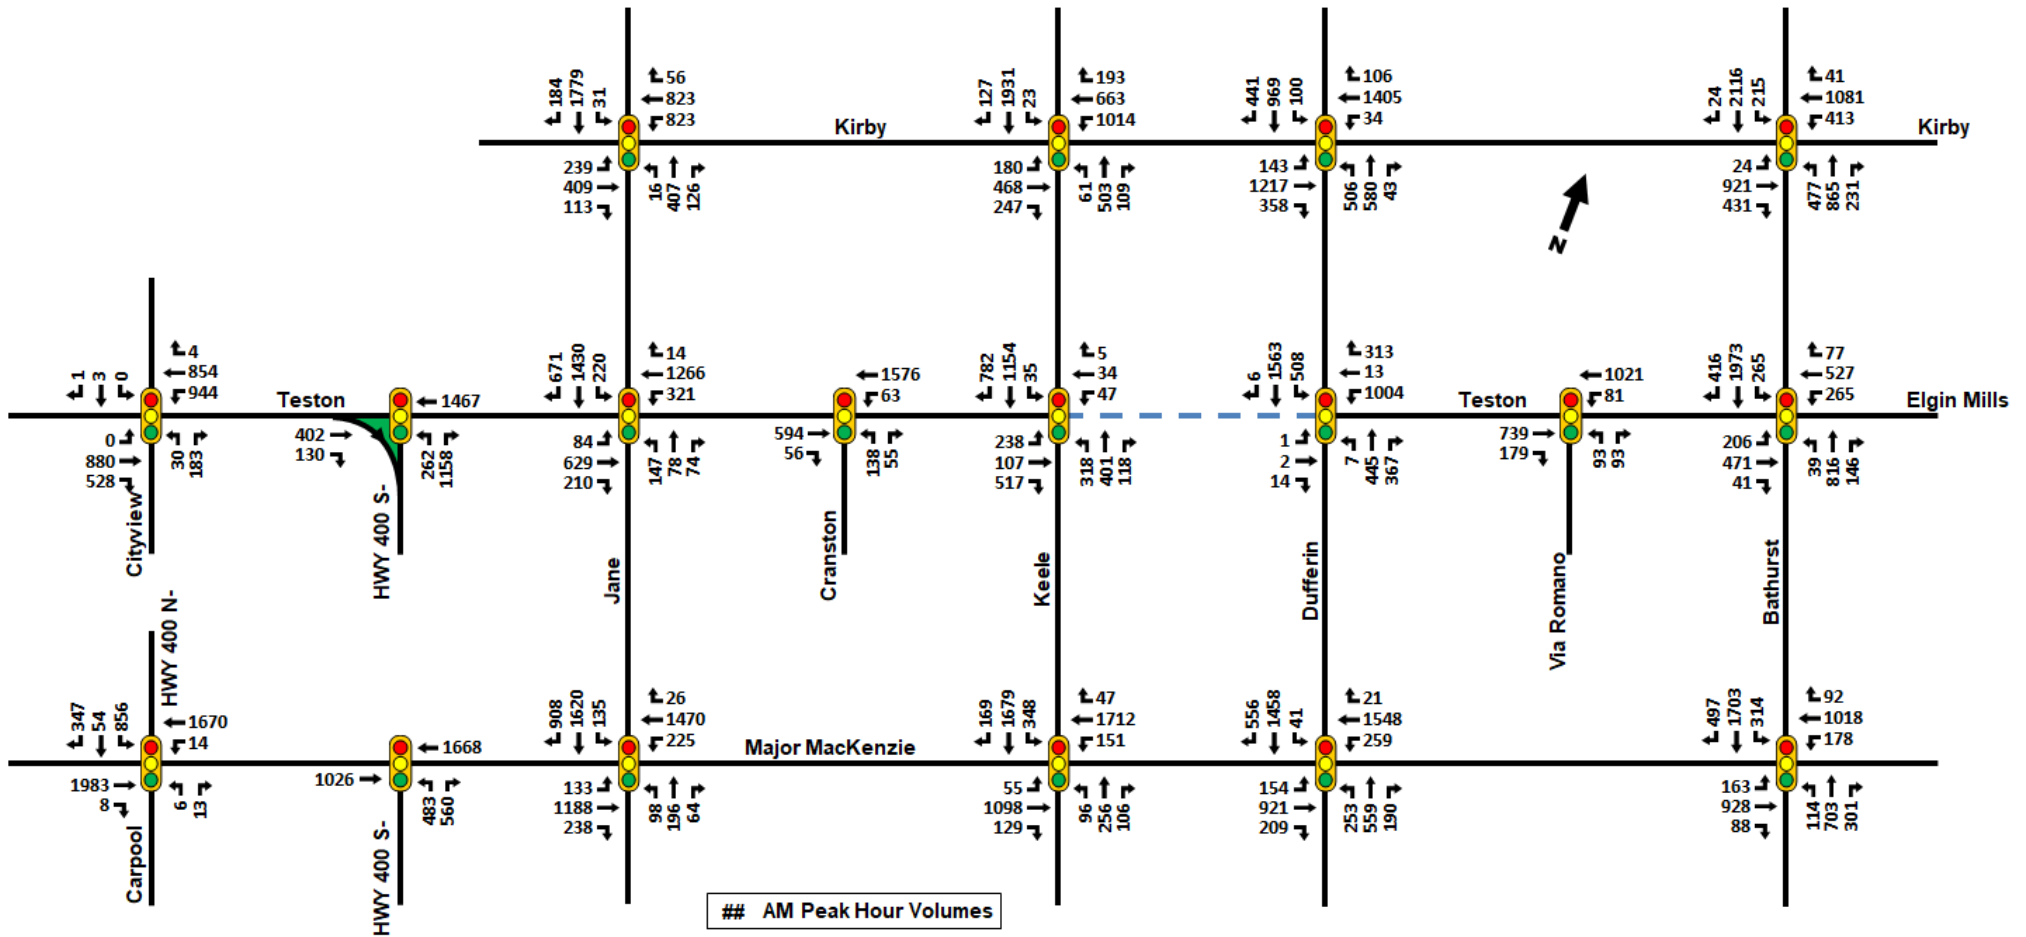 184 1779 31
56
823
823
127 1931 23
193
663
1014
441 969 100
106
1405
34
24 2116 215
41
1081
413
Kirby
Kirby
239
409
113
16 407 126
180
468
247
61 503 109
143
1217
358
506 580 43
24
921
431
477 865 231
N
1 3 0
4
854
944
Teston
1467
671 1430 220
14
1266
321
1576
63
782 1154 35
5
34
47
6 1563 508
313
13
1004
Teston
1021
81
416 1973 265
77
527
265
Elgin Mills
0
880
528
30 183
402
130
262 1158
84
629
210
147 78 74
594
56
138 55
238
107
517
318 401 118
1
2
14
7 445 367
739
179
93 93
206
471
41
39 816 146
Cityview
HWY 400 S-
Jane
Cranston
Keele
Dufferin
Via Romano
Bathurst
HWY 400 N-
347 54 856
1670
14
1668
908 1620 135
26
1470
225
Major MacKenzie
169 1679 348
47
1712
151
556 1458 41
21
1548
259
497 1703 314
92
1018
178
1983
8
6 13
1026
483 560
133
1188
238
98 196 64
55
1098
129
96 256 106
154
921
209
253 559 190
163
928
88
114 703 301
Carpool
HWY 400 S-
## AM Peak Hour Volumes